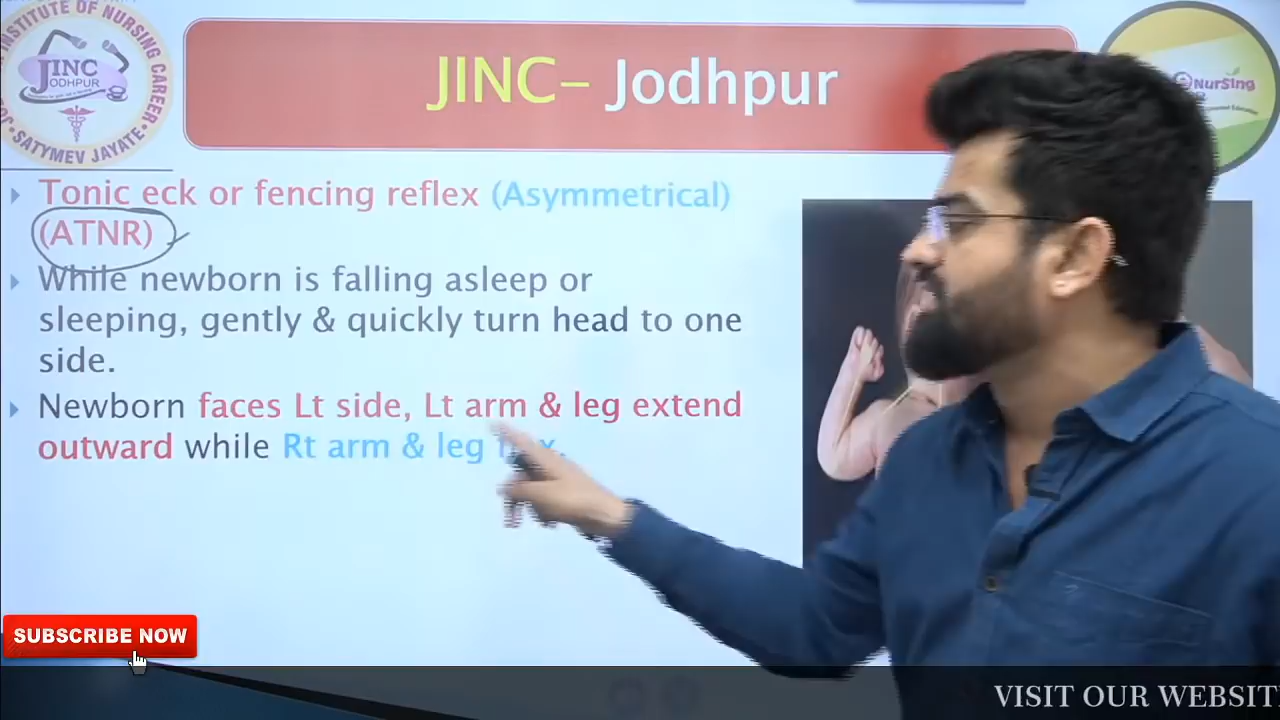 INSTITUTE OF NURSING CAREER
JINC
JODHPUR
SATYMEV JAYATE
JINC- Jodhpur
NurSing
Tonic eck or fencing reflex (Asymmetrical)
(ATNR)
While newborn is falling asleep or
sleeping, gently & quickly turn head to one
side.
Newborn faces Lt side, Lt arm & leg extend
outward while Rt arm & leg
SUBSCRIBE NOW
VISIT OUR WEBSIT